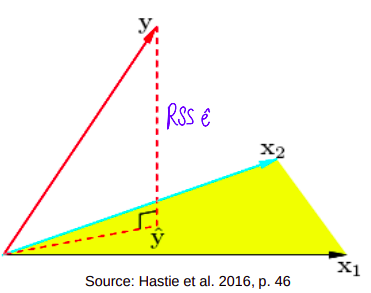 y
RSS ê
x₂
ŷ
x₁
Source: Hastie et al. 2016, p. 46